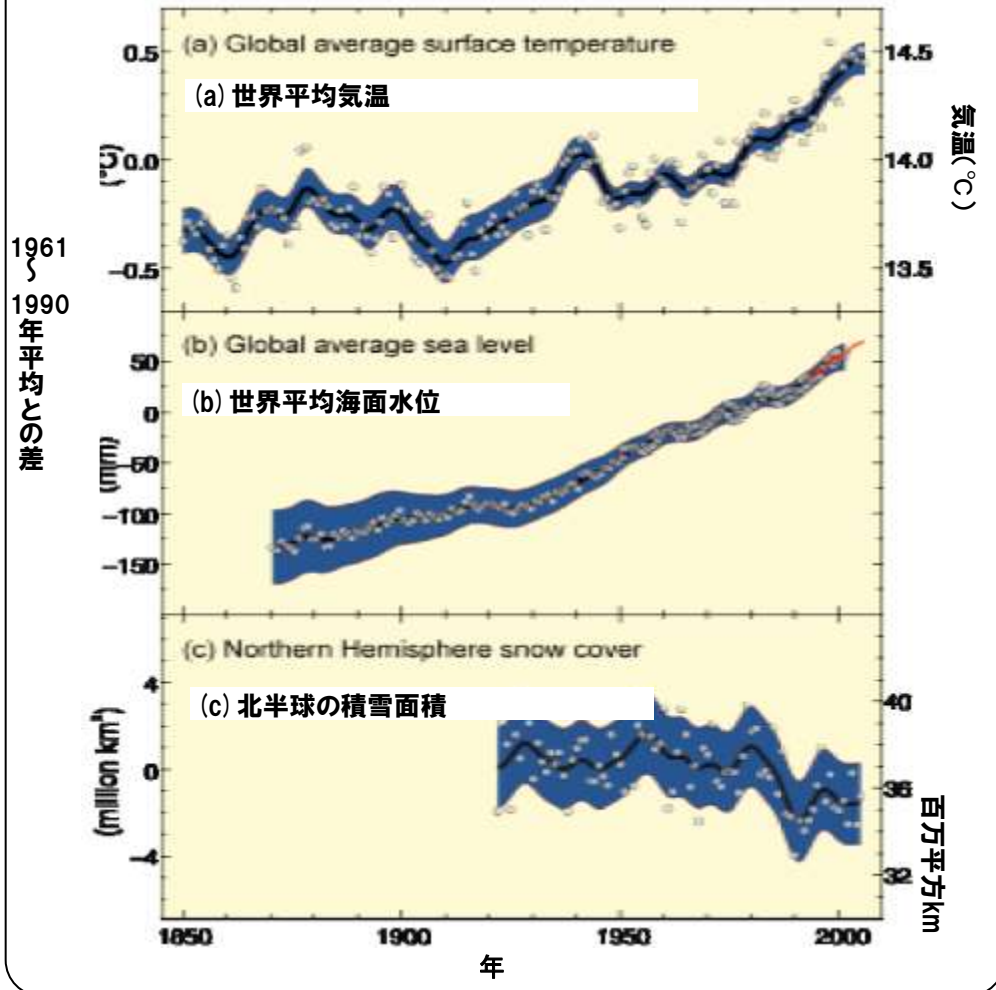 (a) Global average surface temperature
(a) 世界平均気温
0.5
0.0
−0.5
(℃)
14.5
14.0
13.5
気温(℃)
1961
~
1990
年平均との差
(b) Global average sea level
(b) 世界平均海面水位
50
0
−50
−100
−150
(mm)
(c) Northern Hemisphere snow cover
(c) 北半球の積雪面積
4
0
−4
(million km²)
40
36
32
百万平方km
1850
1900
1950
2000
年